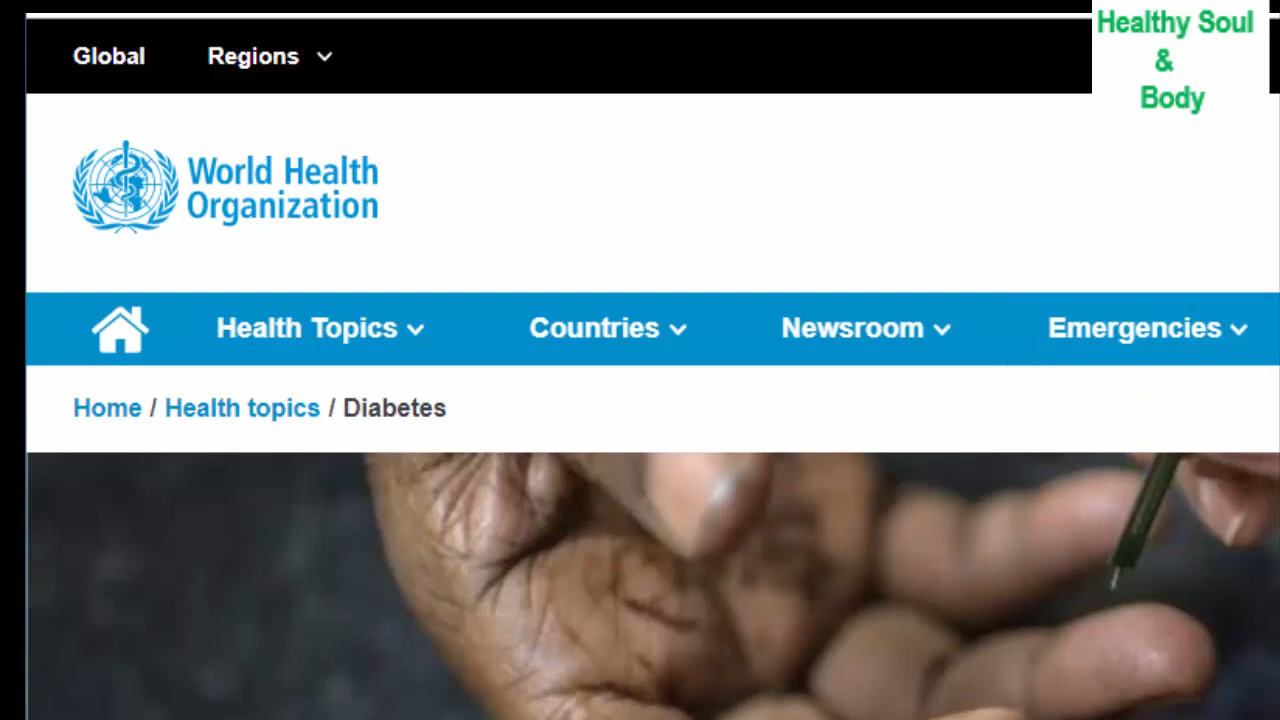 Healthy Soul
&
Body
Global Regions
World Health
Organization
Health Topics Countries Newsroom Emergencies
Home / Health topics / Diabetes